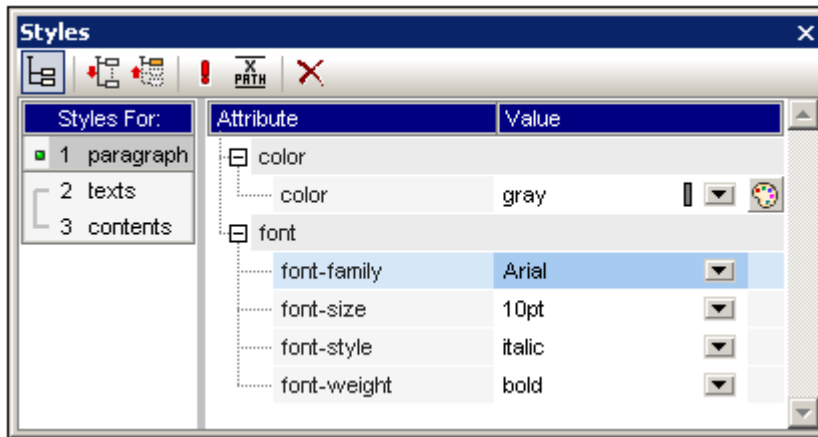 Styles
X
PATH
Styles For:
Attribute Value
1 paragraph
color
2 texts
color gray
3 contents
font
font-family Arial
font-size 10pt
font-style italic
font-weight bold